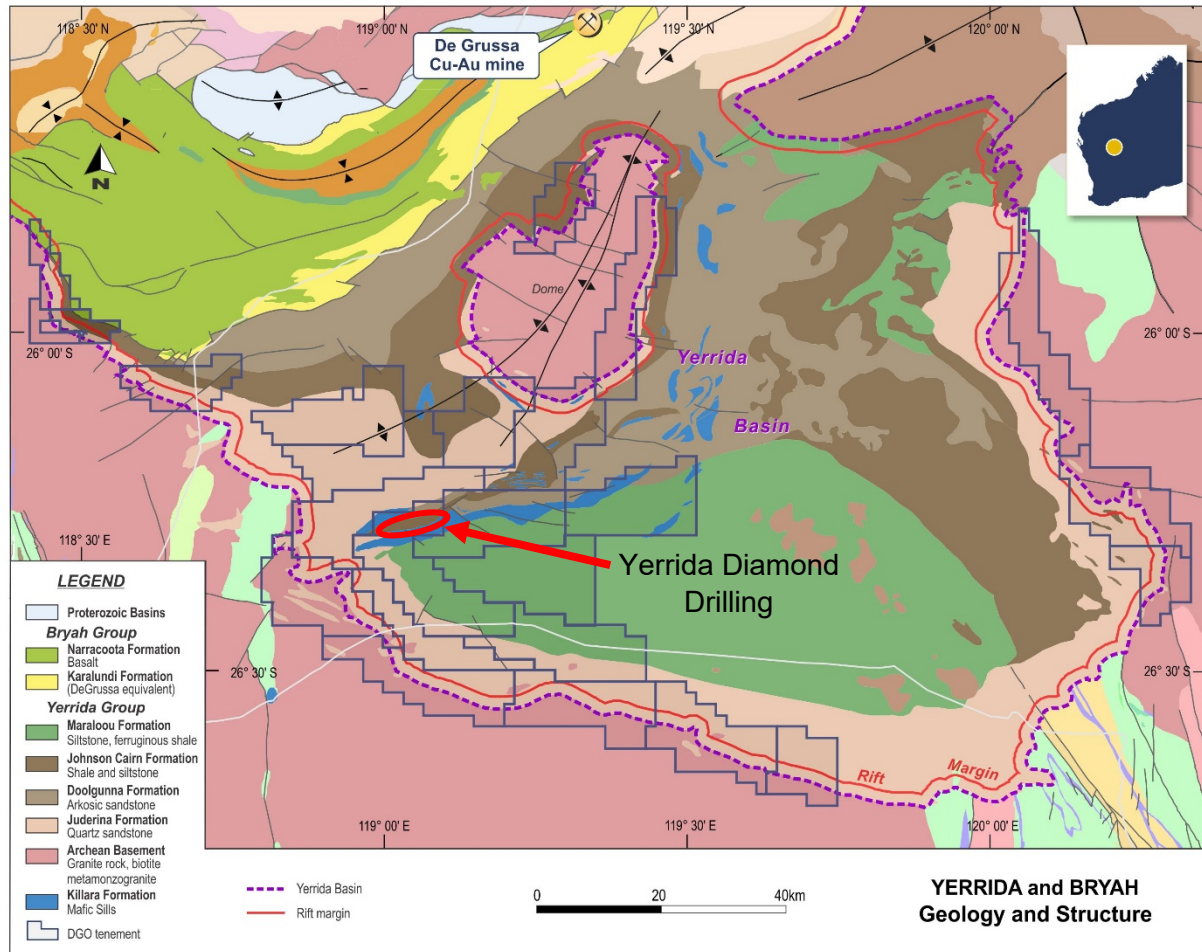 118° 30' E
119° 00' N
119° 30' N
120° 00' E
De Grussa
Cu-Au mine
N
Dome
26° 00' S
26° 00' S
Yerrida
Basin
118° 30' E
Yerrida Diamond
Drilling
26° 30' S
26° 30' S
Rift Margin
119° 00' E
119° 30' E
120° 00' E
LEGEND
Proterozoic Basins
Bryah Group
Narracoota Formation
Basalt
Karalundi Formation
(DeGrussa equivalent)
Yerrida Group
Maraloou Formation
Siltstone, ferruginous shale
Johnson Cairn Formation
Shale and siltstone
Doolgunna Formation
Arkosic sandstone
Juderina Formation
Quartz sandstone
Archean Basement
Granite rock, biotite
metamonzogranite
Killara Formation
Mafic Sills
DGO tenement
Yerrida Basin
Rift margin
0 20 40km
YERRIDA and BRYAH
Geology and Structure